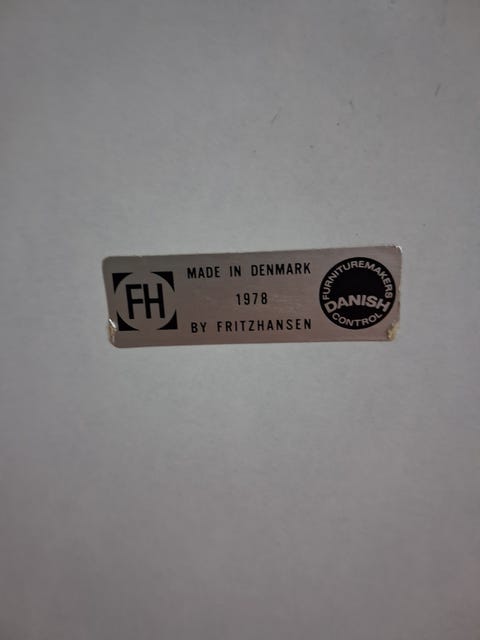 FH
MADE IN DENMARK
1978
BY FRITZHANSEN
FURNITUREMAKERS
DANISH
CONTROL